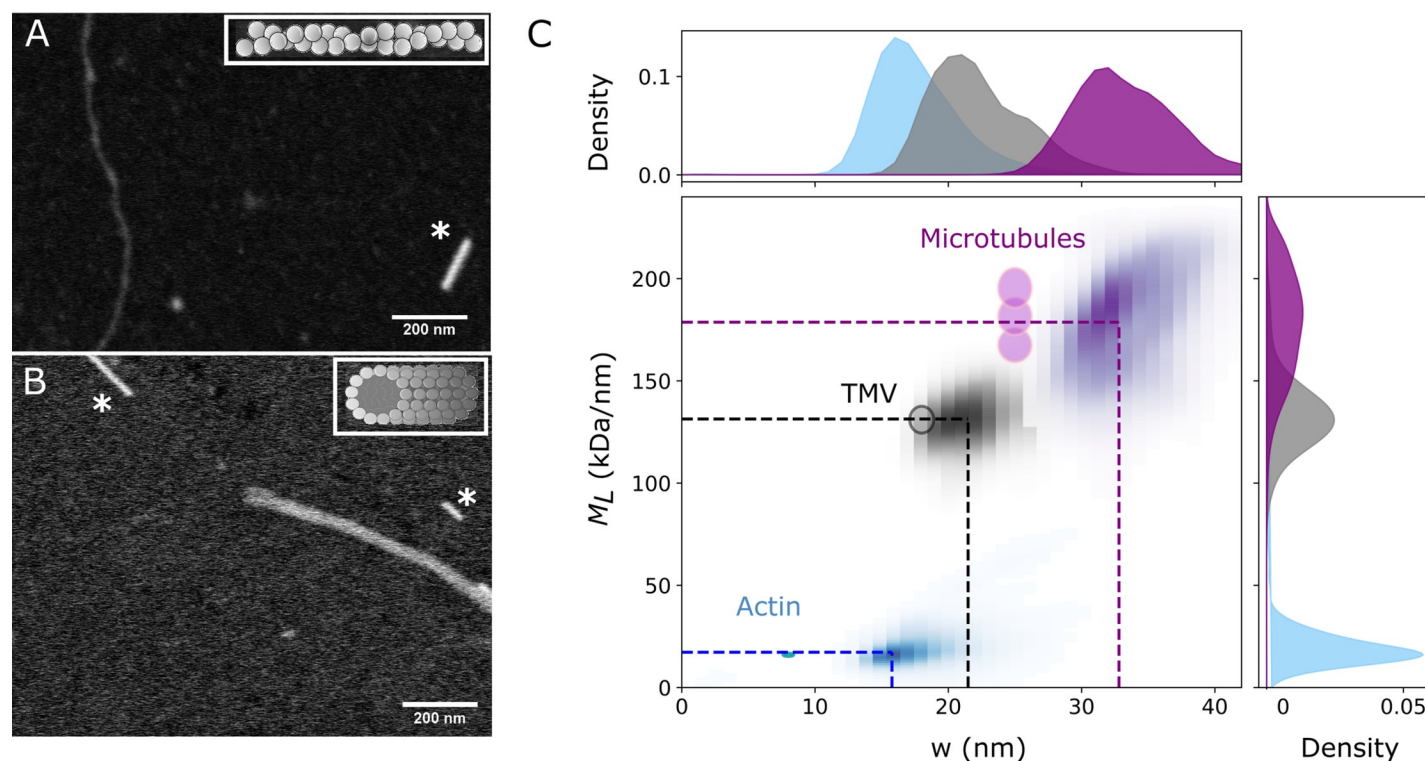 A
*
200 nm
B
*
*
200 nm
C
Density
0.1
0.0
Microtubules
TMV
Actin
M_L (kDa/nm)
200
150
100
50
0
0
10
20
30
40
w (nm)
0
0.05
Density